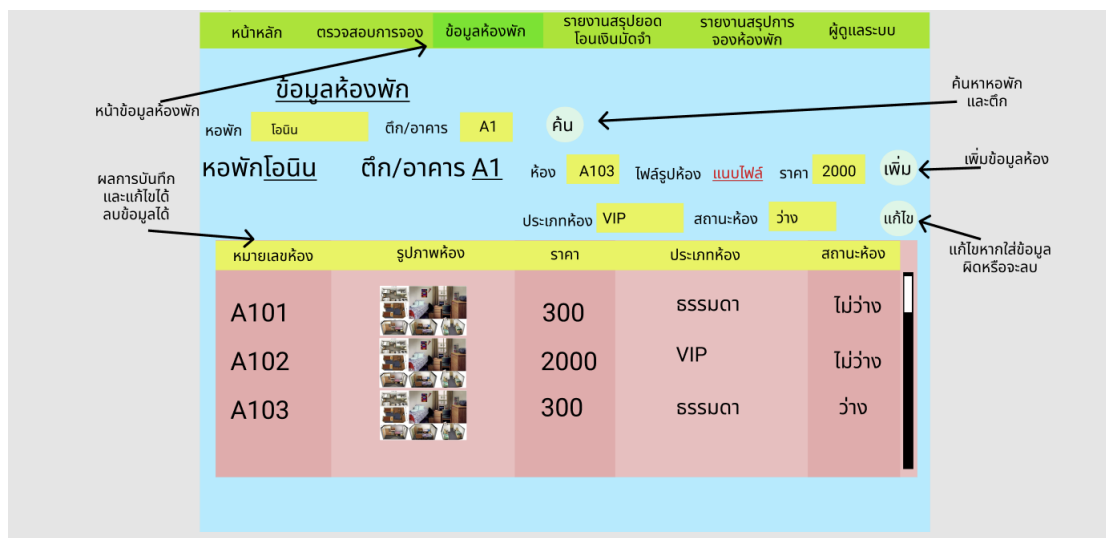 หน้าหลัก ตรวจสอบการจอง ข้อมูลห้องพัก รายงานสรุปยอด รายงานสรุปการ ผู้ดูแลระบบ
โอนเงินมัดจำ จองห้องพัก
ข้อมูลห้องพัก
หน้าข้อมูลห้องพัก
ค้นหาหอพัก
และตึก
หอพัก โอนิน ตึก/อาคาร A1 ค้น
หอพักโอนิน ตึก/อาคาร A1 ห้อง A103 ไฟล์รูปห้อง แนบไฟล์ ราคา 2000 เพิ่ม
เพิ่มข้อมูลห้อง
ผลการบันทึก
และแก้ไขได้
ลบข้อมูลได้
ประเภทห้อง VIP สถานะห้อง ว่าง แก้ไข
แก้ไขหากใส่ข้อมูล
ผิดหรือจะลบ
หมายเลขห้อง รูปภาพห้อง ราคา ประเภทห้อง สถานะห้อง
A101 300 ธรรมดา ไม่ว่าง
A102 2000 VIP ไม่ว่าง
A103 300 ธรรมดา ว่าง